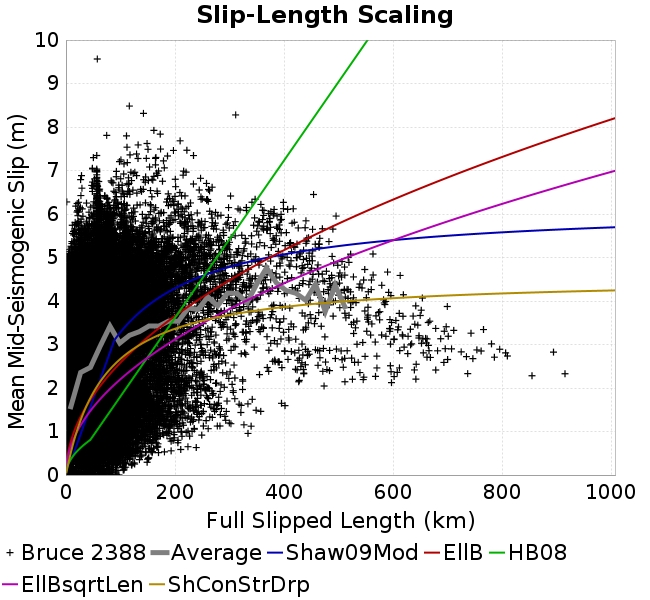 Slip-Length Scaling
10
9
8
7
6
5
4
3
2
1
0
Mean Mid-Seismogenic Slip (m)
0 200 400 600 800 1000
Full Slipped Length (km)
Bruce 2388 Average Shaw09Mod EllB HB08
EllBsqrtLen ShConStrDrp